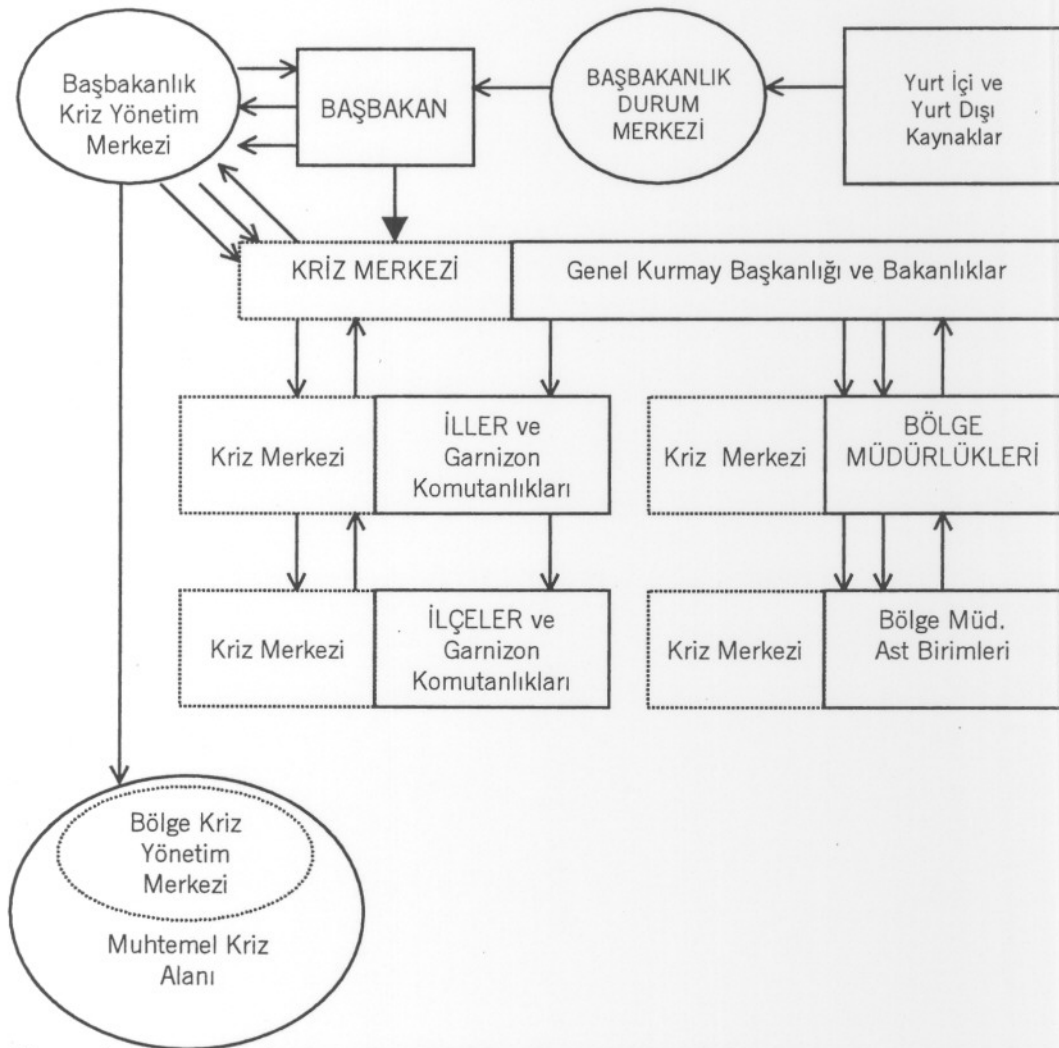 Başbakanlık
Kriz Yönetim
Merkezi
BAŞBAKAN
BAŞBAKANLIK
DURUM
MERKEZİ
Yurt İçi ve
Yurt Dışı
Kaynaklar
KRİZ MERKEZİ
Genel Kurmay Başkanlığı ve Bakanlıklar
Kriz Merkezi
İLLER ve
Garnizon
Komutanlıkları
Kriz Merkezi
BÖLGE
MÜDÜRLÜKLERİ
Kriz Merkezi
İLÇELER ve
Garnizon
Komutanlıkları
Kriz Merkezi
Bölge Müd.
Ast Birimleri
Bölge Kriz
Yönetim
Merkezi
Muhtemel Kriz
Alanı